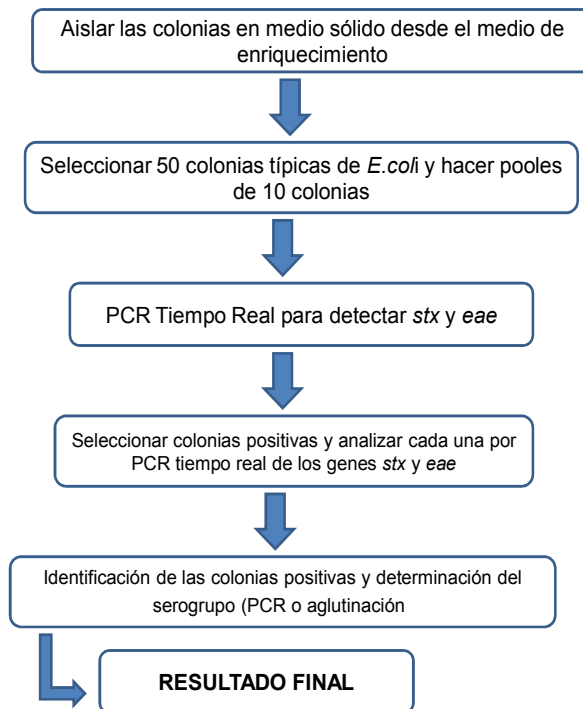 Aislar las colonias en medio sólido desde el medio de
enriquecimiento
Seleccionar 50 colonias típicas de E.coli y hacer pooles
de 10 colonias
PCR Tiempo Real para detectar stx y eae
Seleccionar colonias positivas y analizar cada una por
PCR tiempo real de los genes stx y eae
Identificación de las colonias positivas y determinación del
serogrupo (PCR o aglutinación
RESULTADO FINAL